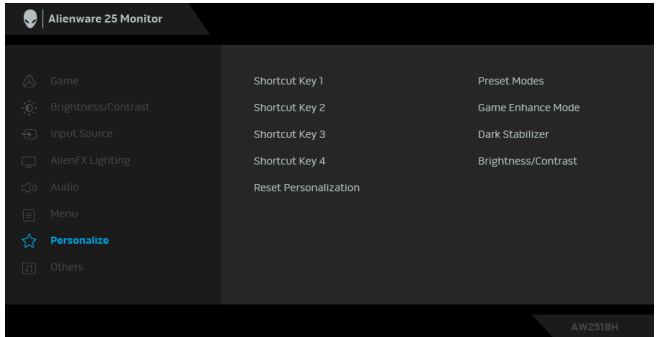 Alienware 25 Monitor
Game
Brightness/Contrast
Input Source
AlienFX Lighting
Audio
Menu
Personalize
Others
Shortcut Key 1 Preset Modes
Shortcut Key 2 Game Enhance Mode
Shortcut Key 3 Dark Stabilizer
Shortcut Key 4 Brightness/Contrast
Reset Personalization
AW2518H